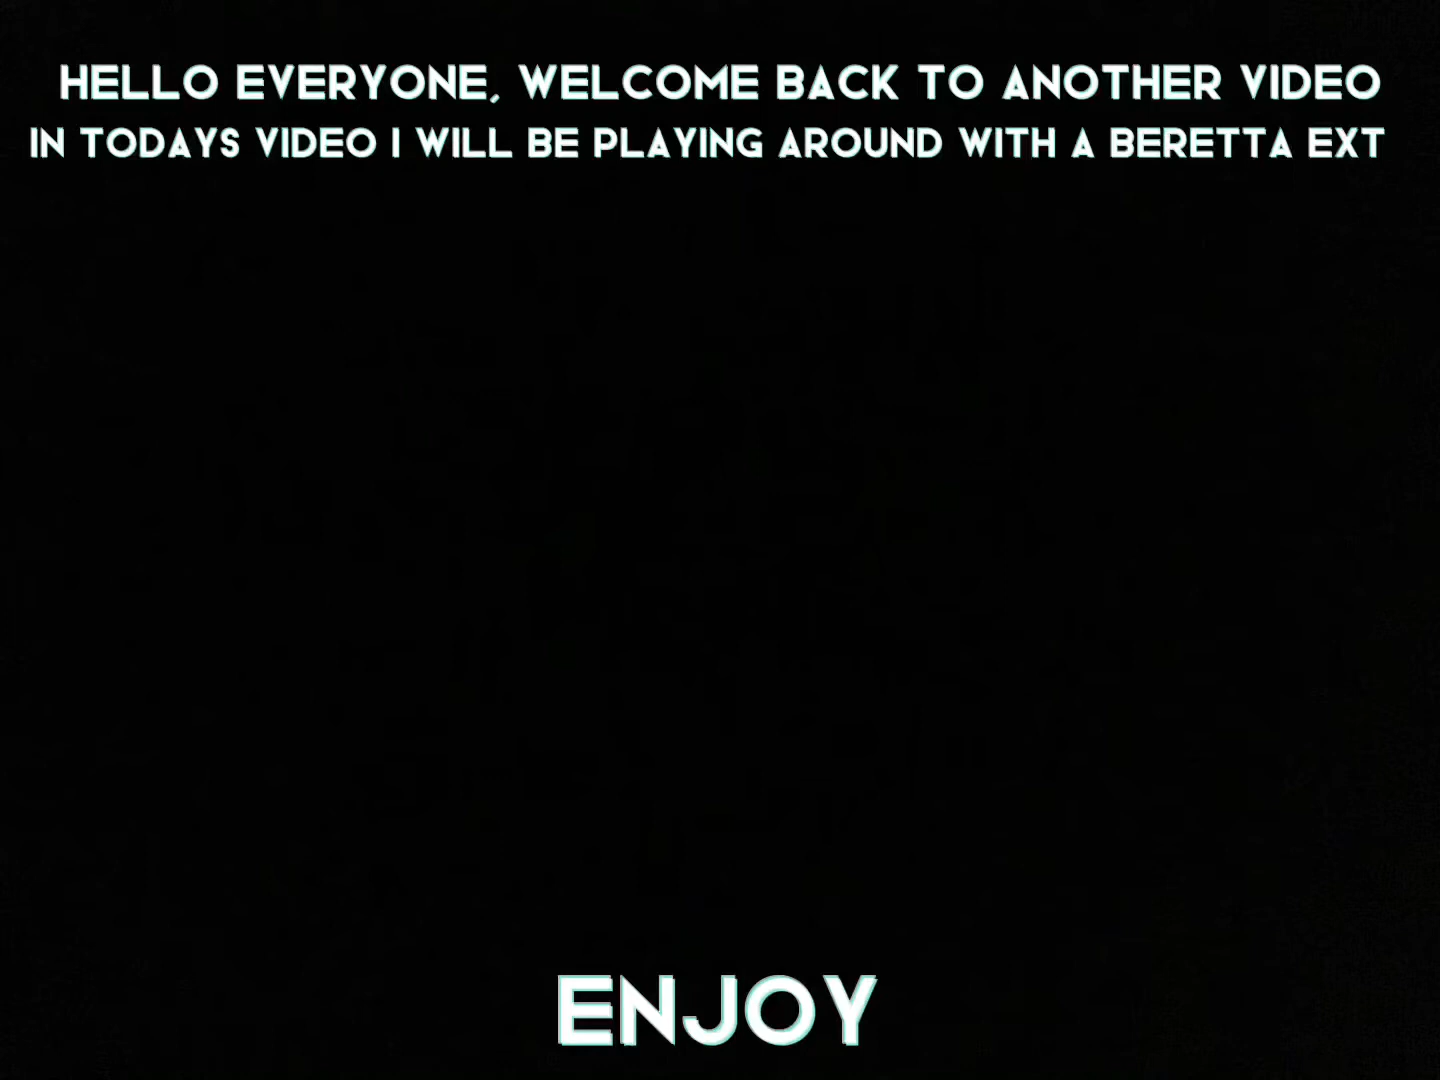 HELLO EVERYONE, WELCOME BACK TO ANOTHER VIDEO
IN TODAYS VIDEO I WILL BE PLAYING AROUND WITH A BERETTA EXT
ENJOY